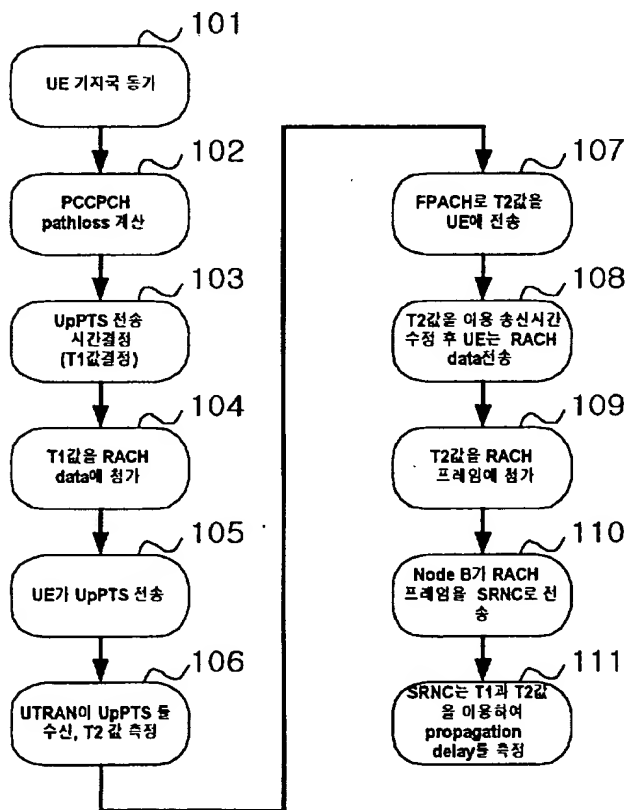 101
UE 기지국 동기
102
PCCPCH
pathloss 계산
103
UpPTS 전송
시간결정
(T1값결정)
104
T1값을 RACH
data에 첨가
105
UE가 UpPTS 전송
106
UTRAN이 UpPTS 를
수신, T2 값 측정
107
FPACH로 T2값을
UE에 전송
108
T2값을 이용 송신시간
수정 후 UE는 RACH
data전송
109
T2값을 RACH
프레임에 첨가
110
Node B가 RACH
프레임을 SRNC로 전
송
111
SRNC는 T1과 T2값
을 이용하여
propagation
delay를 측정